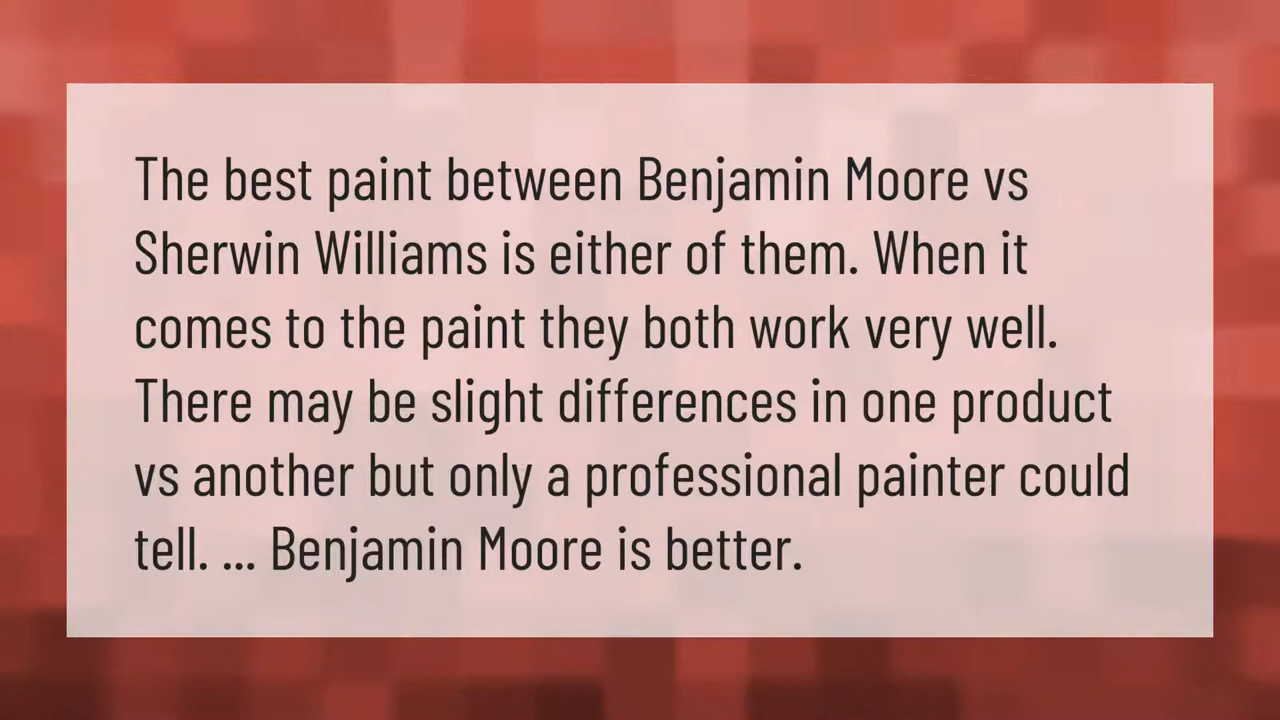 The best paint between Benjamin Moore vs
Sherwin Williams is either of them. When it
comes to the paint they both work very well.
There may be slight differences in one product
vs another but only a professional painter could
tell. ... Benjamin Moore is better.